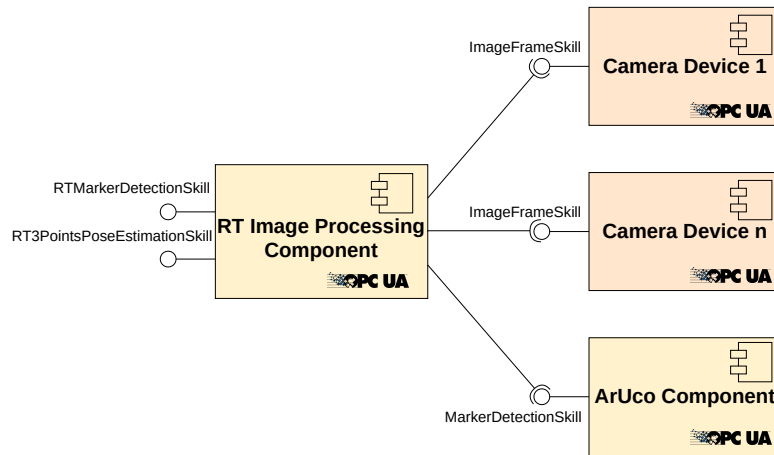 ImageFrameSkill
Camera Device 1
OPC UA
RTMarkerDetectionSkill
RT3PointsPoseEstimationSkill
RT Image Processing
Component
OPC UA
ImageFrameSkill
Camera Device n
OPC UA
ArUco Component
MarkerDetectionSkill
OPC UA